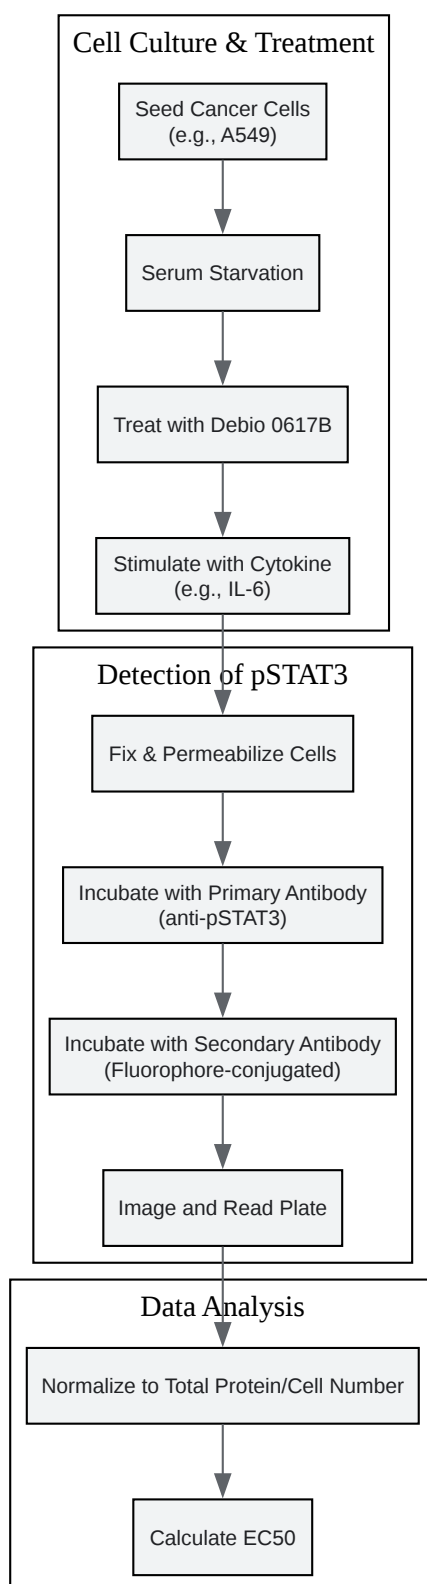 Cell Culture & Treatment
Seed Cancer Cells
(e.g., A549)
Serum Starvation
Treat with Debio 0617B
Stimulate with Cytokine
(e.g., IL-6)
Detection of pSTAT3
Fix & Permeabilize Cells
Incubate with Primary Antibody
(anti-pSTAT3)
Incubate with Secondary Antibody
(Fluorophore-conjugated)
Image and Read Plate
Data Analysis
Normalize to Total Protein/Cell Number
Calculate EC50